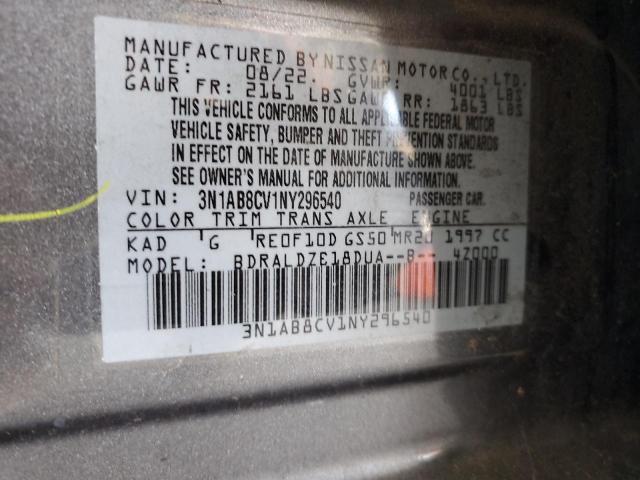 MANUFACTURED BY NISSAN MOTOR CO., LTD.
DATE: 08/22. GVWR: 4001 LBS
GAWR FR: 2161 LBS GAWR RR: 1863 LBS
THIS VEHICLE CONFORMS TO ALL APPLICABLE FEDERAL MOTOR
VEHICLE SAFETY, BUMPER AND THEFT PREVENTION STANDARDS
IN EFFECT ON THE DATE OF MANUFACTURE SHOWN ABOVE.
SEE OWNER'S MANUAL FOR ADDITIONAL INFORMATION.
VIN: 3N1AB8CV1NY296540 PASSENGER CAR.
COLOR TRIM TRANS AXLE ENGINE
KAD G RE0F10D GS50 MR20 1997 CC
MODEL: BDRALDZE18DUA--B-- 4Z000
3N1AB8CV1NY296540